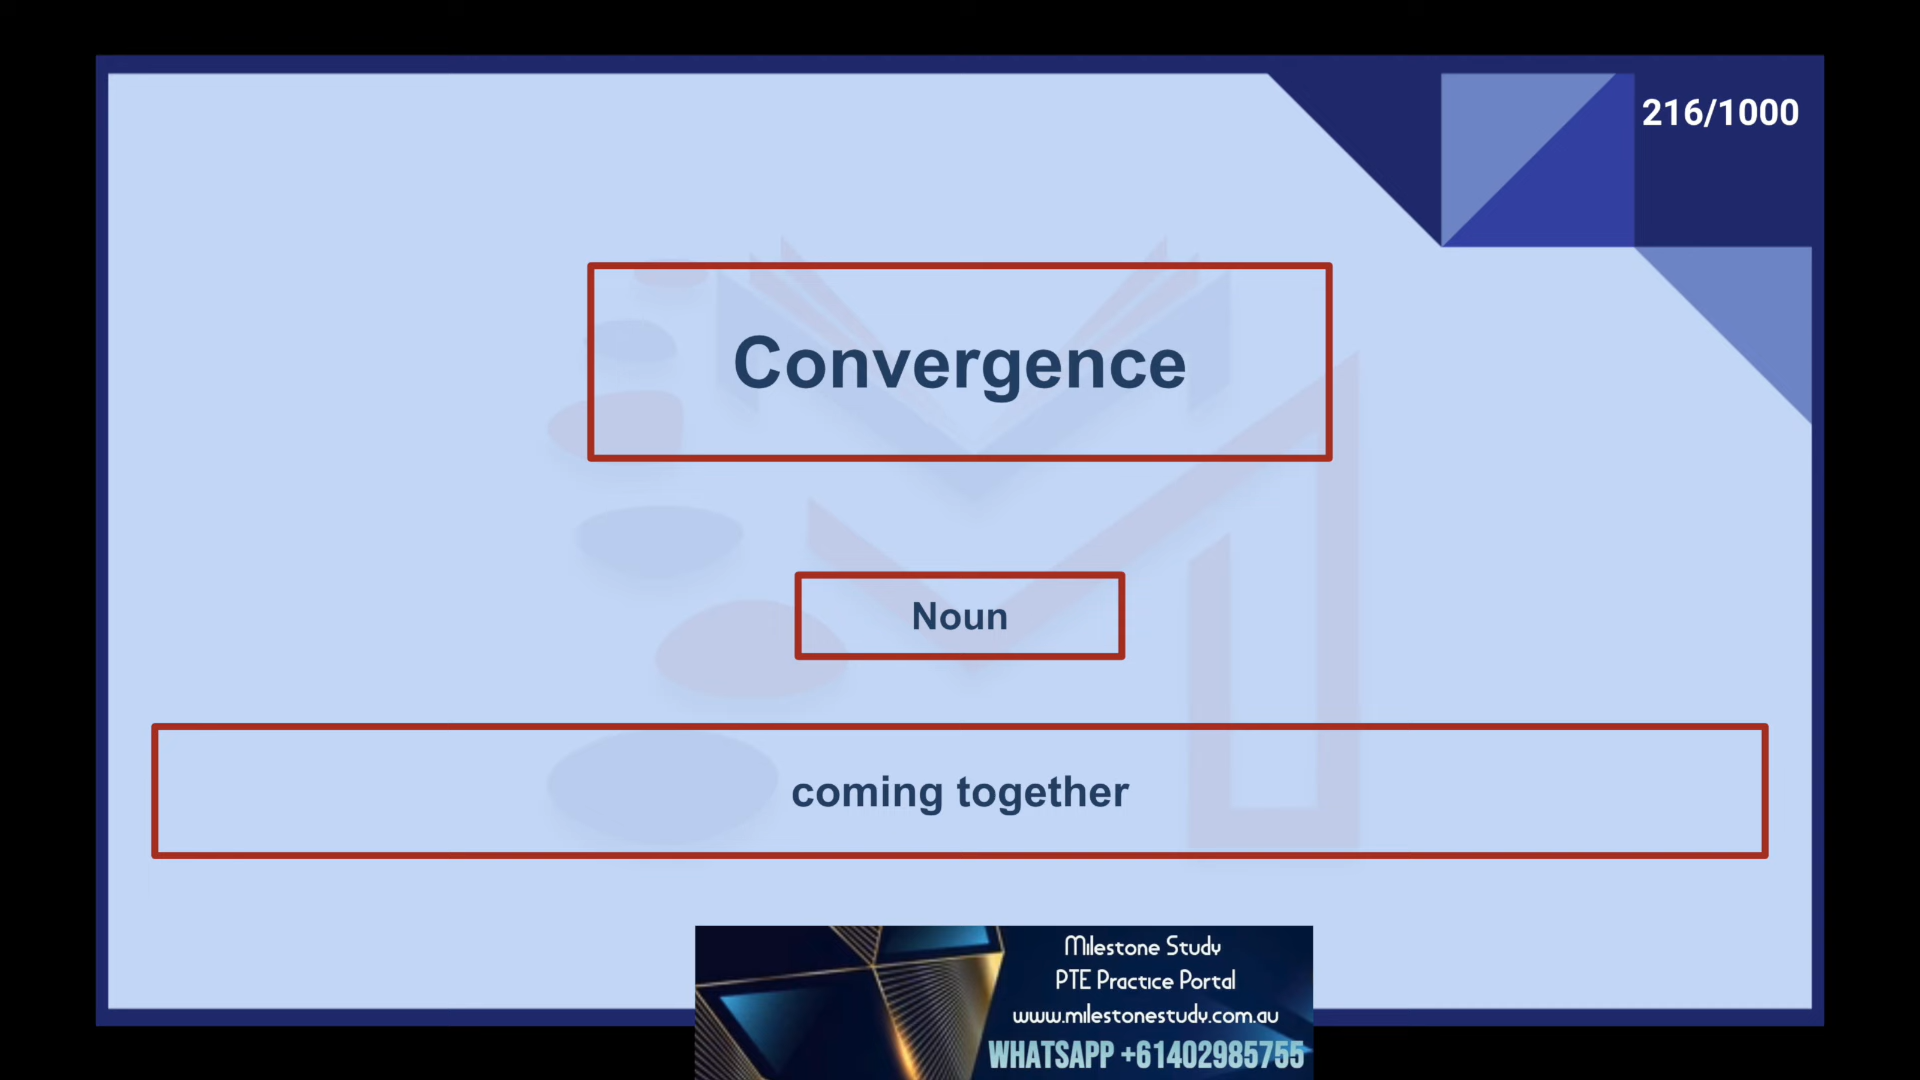 216/1000
Convergence
Noun
coming together
Milestone Study
PTE Practice Portal
www.milestonestudy.com.au
WHATSAPP +61402985755